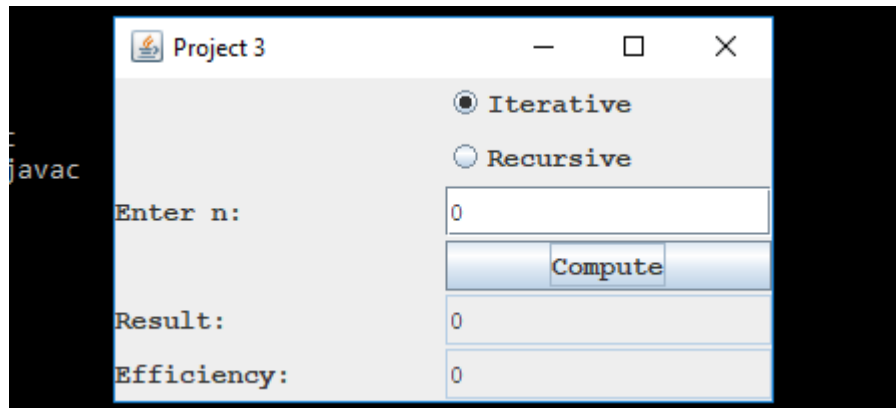 Project 3
Iterative
Recursive
javac
Enter n:
0
Compute
Result:
0
Efficiency:
0